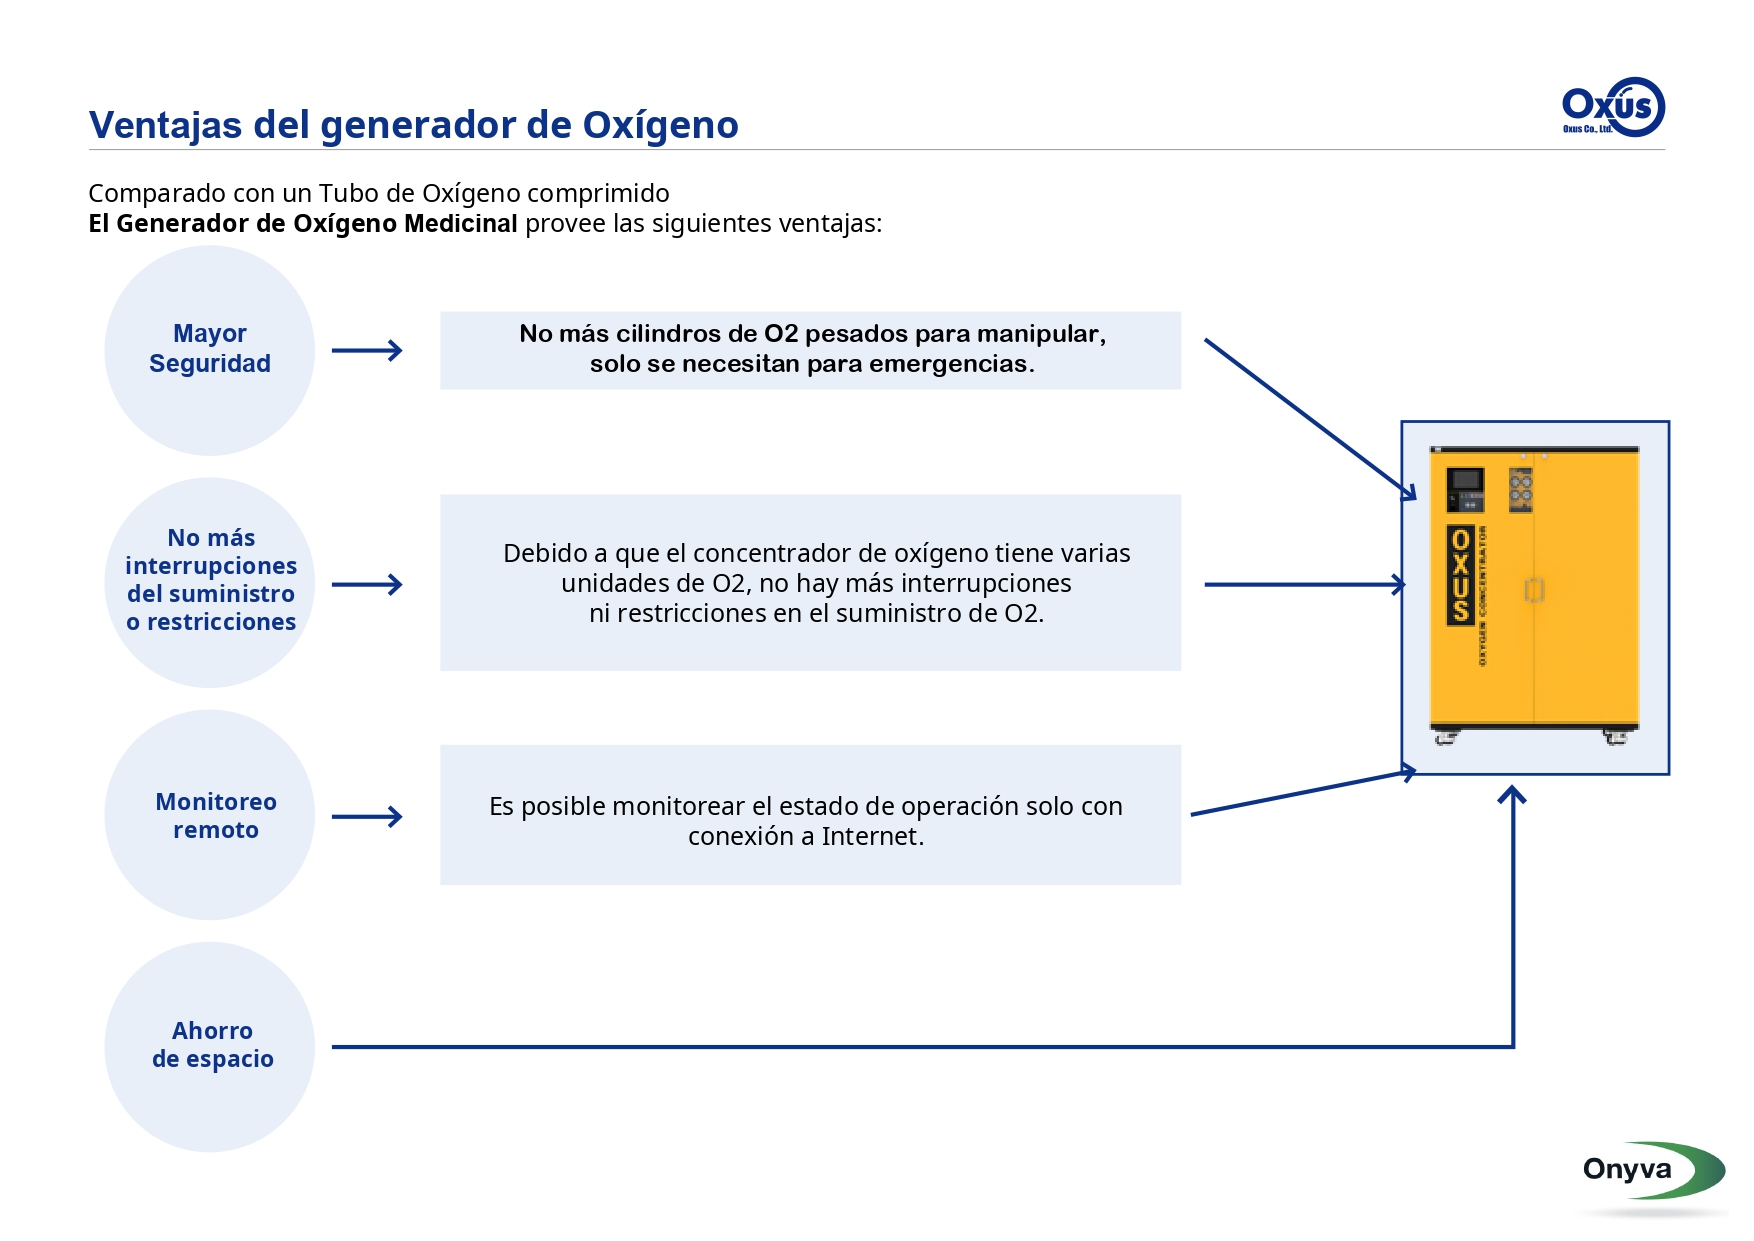 Ventajas del generador de Oxígeno
Oxus
Oxus Co., Ltd.
Comparado con un Tubo de Oxígeno comprimido
El Generador de Oxígeno Medicinal provee las siguientes ventajas:
Mayor
Seguridad
No más cilindros de O2 pesados para manipular,
solo se necesitan para emergencias.
No más
interrupciones
del suministro
o restricciones
Debido a que el concentrador de oxígeno tiene varias
unidades de O2, no hay más interrupciones
ni restricciones en el suministro de O2.
OXUS
OXYGEN CONCENTRATOR
Monitoreo
remoto
Es posible monitorear el estado de operación solo con
conexión a Internet.
Ahorro
de espacio
Onyva